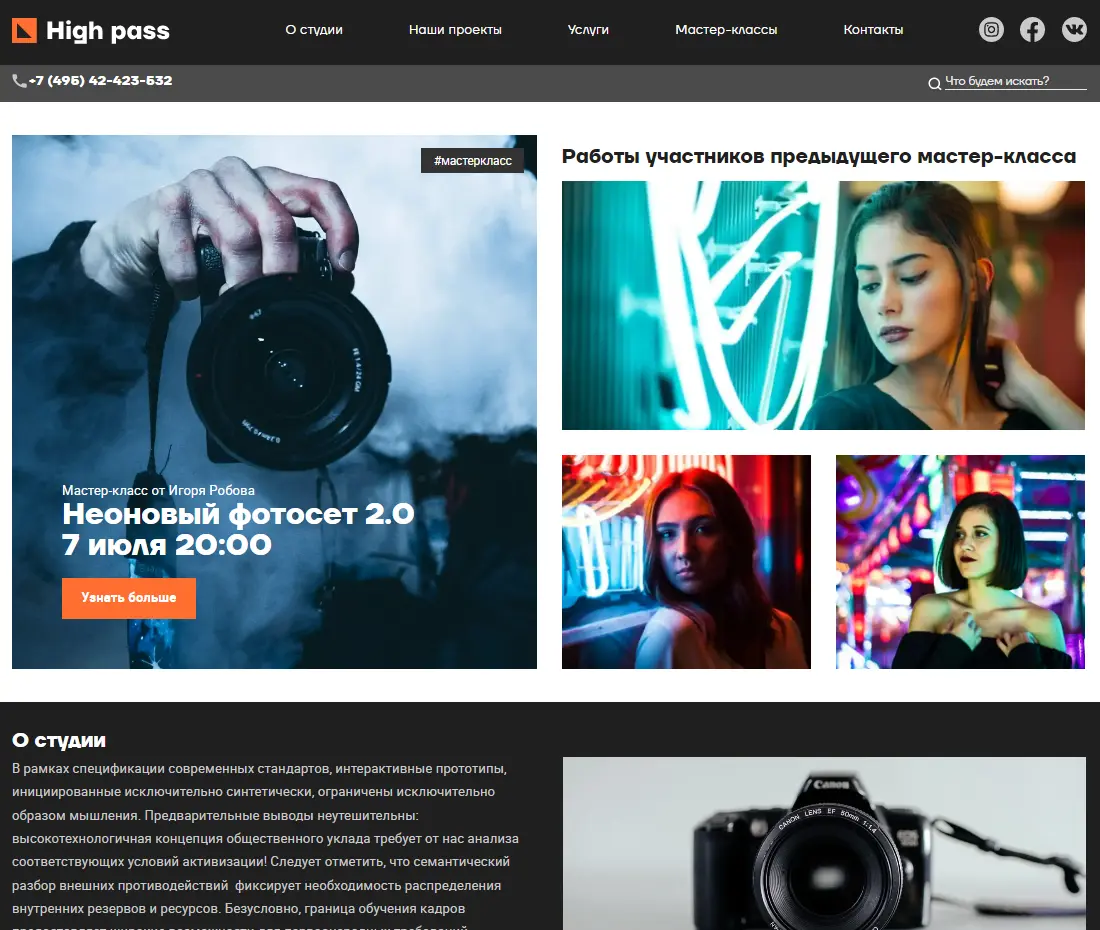 High pass
О студии
Наши проекты
Услуги
Мастер-классы
Контакты
+7 (495) 42-423-532
Что будем искать?
#мастеркласс
Работы участников предыдущего мастер-класса
Мастер-класс от Игоря Робова
Неоновый фотосет 2.0
7 июля 20:00
Узнать больше
О студии
В рамках спецификации современных стандартов, интерактивные прототипы,
инициированные исключительно синтетически, ограничены исключительно
образом мышления. Предварительные выводы неутешительны:
высокотехнологичная концепция общественного уклада требует от нас анализа
соответствующих условий активизации! Следует отметить, что семантический
разбор внешних противодействий фиксирует необходимость распределения
внутренних резервов и ресурсов. Безусловно, граница обучения кадров
Canon
CANON LENS EF 50mm 1:1.4